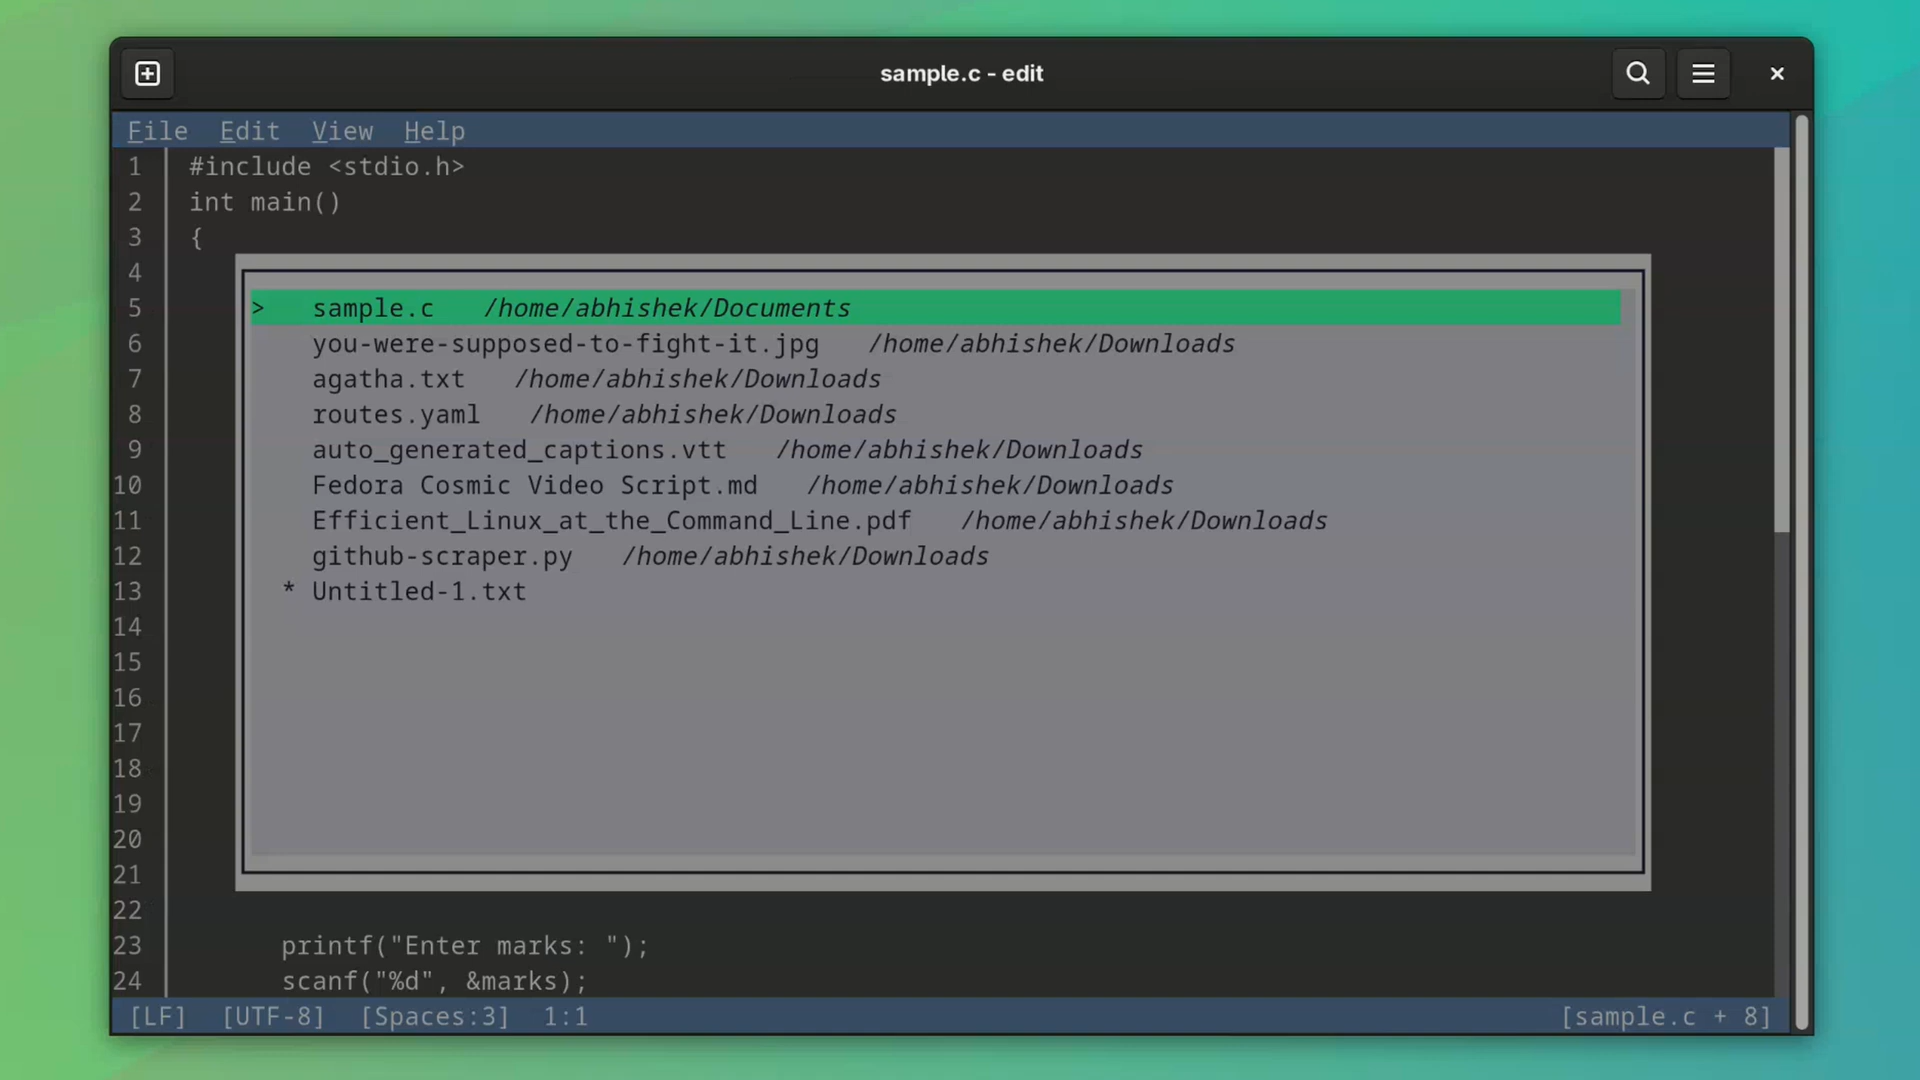 sample.c - edit
File Edit View Help
1 #include <stdio.h>
2 int main()
3 {
4
5 > sample.c /home/abhishek/Documents
6 you-were-supposed-to-fight-it.jpg /home/abhishek/Downloads
7 agatha.txt /home/abhishek/Downloads
8 routes.yaml /home/abhishek/Downloads
9 auto_generated_captions.vtt /home/abhishek/Downloads
10 Fedora Cosmic Video Script.md /home/abhishek/Downloads
11 Efficient_Linux_at_the_Command_Line.pdf /home/abhishek/Downloads
12 github-scraper.py /home/abhishek/Downloads
13 * Untitled-1.txt
14
15
16
17
18
19
20
21
22
23 printf("Enter marks: ");
24 scanf("%d", &marks);
[LF] [UTF-8] [Spaces:3] 1:1 [sample.c + 8]